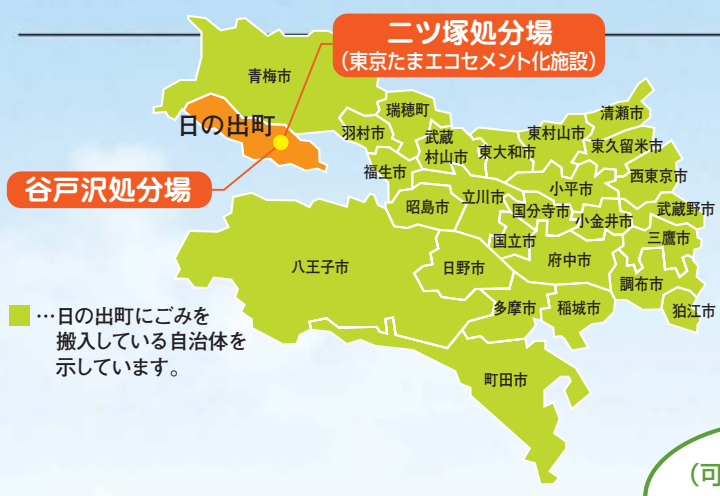 二ツ塚処分場
(東京たまエコセメント化施設)
青梅市
日の出町
谷戸沢処分場
瑞穂町
羽村市
武蔵
村山市
東大和市
東村山市
清瀬市
東久留米市
福生市
昭島市
立川市
小平市
西東京市
国分寺市
小金井市
武蔵野市
国立市
三鷹市
八王子市
日野市
府中市
調布市
多摩市
稲城市
狛江市
町田市
…日の出町にごみを
搬入している自治体を
示しています。
(可